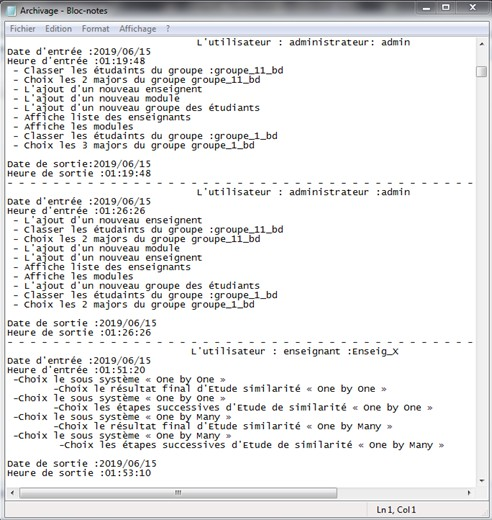 Archivage - Bloc-notes
Fichier Edition Format Affichage ?
L'utilisateur : administrateur: admin
Date d'entrée :2019/06/15
Heure d'entrée :01:19:48
- Classer les étudaints du groupe :groupe_11_bd
- Choix les 2 majors du groupe groupe_11_bd
- L'ajout d'un nouveau enseignent
- L'ajout d'un nouveau module
- L'ajout d'un nouveau groupe des étudiants
- Affiche liste des enseignants
- Affiche les modules
- Classer les étudaints du groupe :groupe_1_bd
- Choix les 3 majors du groupe groupe_1_bd
Date de sortie:2019/06/15
Heure de sortie :01:19:48
L'utilisateur : administrateur :admin
Date d'entrée :2019/06/15
Heure d'entrée :01:26:26
- L'ajout d'un nouveau enseignent
- Classer les étudaints du groupe :groupe_11_bd
- Choix les 2 majors du groupe groupe_11_bd
- L'ajout d'un nouveau module
- L'ajout d'un nouveau enseignent
- Affiche liste des enseignants
- Affiche les modules
- L'ajout d'un nouveau groupe des étudiants
- Classer les étudaints du groupe :groupe_1_bd
- Choix les 2 majors du groupe groupe_1_bd
Date de sortie :2019/06/15
Heure de sortie :01:26:26
L'utilisateur : enseignant :Enseig_X
Date d'entrée :2019/06/15
Heure d'entrée :01:51:20
-Choix le sous système « One by One »
-Choix le résultat final d'Etude similarité « One by One »
-Choix le sous système « One by One »
-Choix les étapes successives d'Etude de similarité « One by One »
-Choix le sous système « One by Many »
-Choix le résultat final d'Etude similarité « One by Many »
-Choix le sous système « One by Many »
-Choix les étapes successives d'Etude de similarité « One by Many »
Date de sortie :2019/06/15
Heure de sortie :01:53:10
Ln 1, Col 1